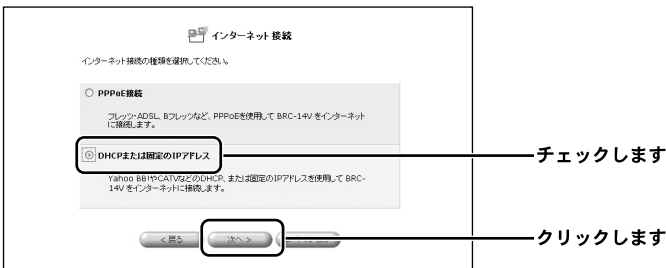 インターネット接続
インターネット接続の種類を選択してください。
PPPoE接続
フレッツ・ADSL、Bフレッツなど、PPPoEを使用して BRC-14V をインターネット
に接続します。
DHCPまたは固定のIPアドレス
チェックします
Yahoo BB!やCATVなどのDHCP、または固定のIPアドレスを使用して BRC-
14V をインターネットに接続します。
< 戻る
次へ >
クリックします